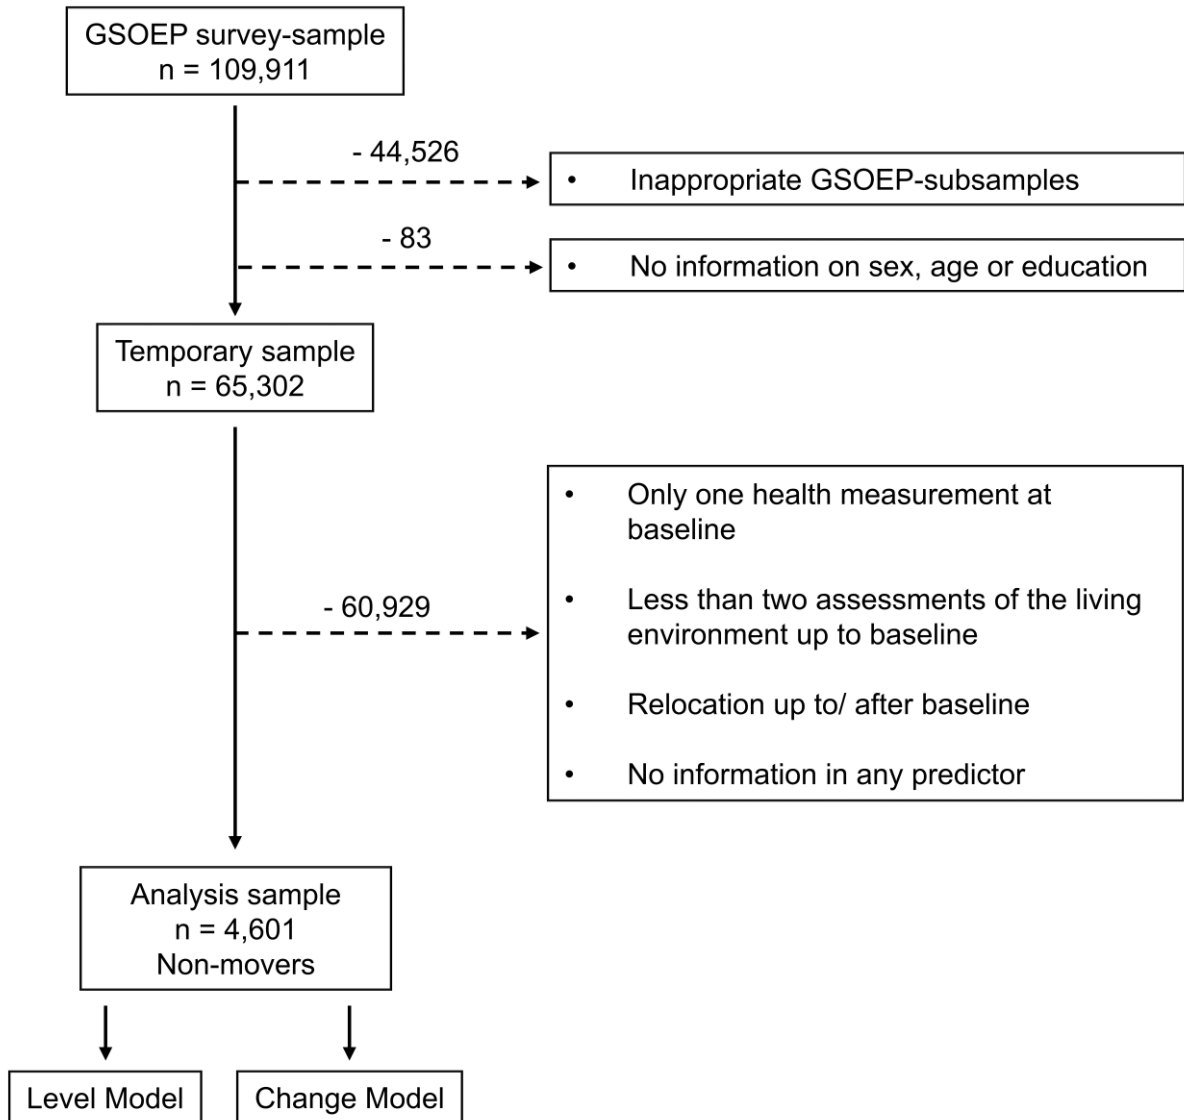 GSOEP survey-sample
n = 109,911
- 44,526
• Inappropriate GSOEP-subsamples
- 83
• No information on sex, age or education
Temporary sample
n = 65,302
• Only one health measurement at
baseline
- 60,929
• Less than two assessments of the living
environment up to baseline
• Relocation up to/ after baseline
• No information in any predictor
Analysis sample
n = 4,601
Non-movers
Level Model
Change Model